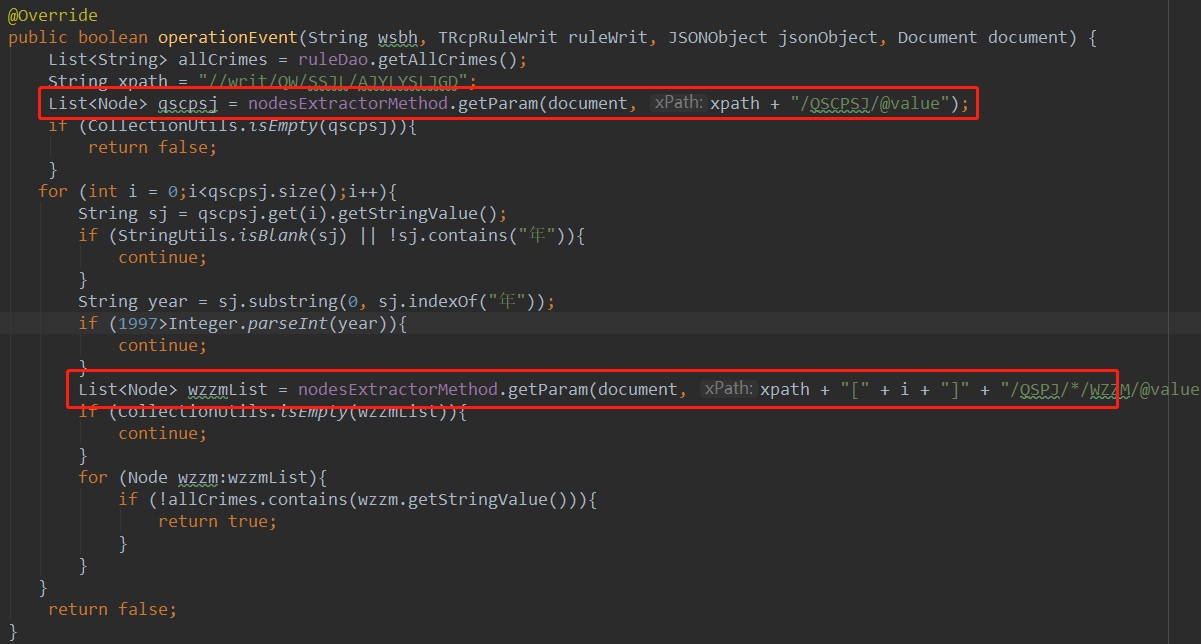 @Override
public boolean operationEvent(String wsbh, TRcpRuleWrit ruleWrit, JSONObject jsonObject, Document document) {
List<String> allCrimes = ruleDao.getAllCrimes();
String xpath = "//writ/QW/SSJL/AJYLYSLJGD";
List<Node> qscpsj = nodesExtractorMethod.getParam(document, xPath: xpath + "/QSCPSJ/@value");
if (CollectionUtils.isEmpty(qscpsj)){
return false;
}
for (int i = 0;i<qscpsj.size();i++){
String sj = qscpsj.get(i).getStringValue();
if (StringUtils.isBlank(sj) || !sj.contains("年")){
continue;
}
String year = sj.substring(0, sj.indexOf("年"));
if (1997>Integer.parseInt(year)){
continue;
}
List<Node> wzzmList = nodesExtractorMethod.getParam(document, xPath: xpath + "[" + i + "]" + "/QSPJ/*/WZZM/@value
if (CollectionUtils.isEmpty(wzzmList)){
continue;
}
for (Node wzzm:wzzmList){
if (!allCrimes.contains(wzzm.getStringValue())){
return true;
}
}
}
return false;
}